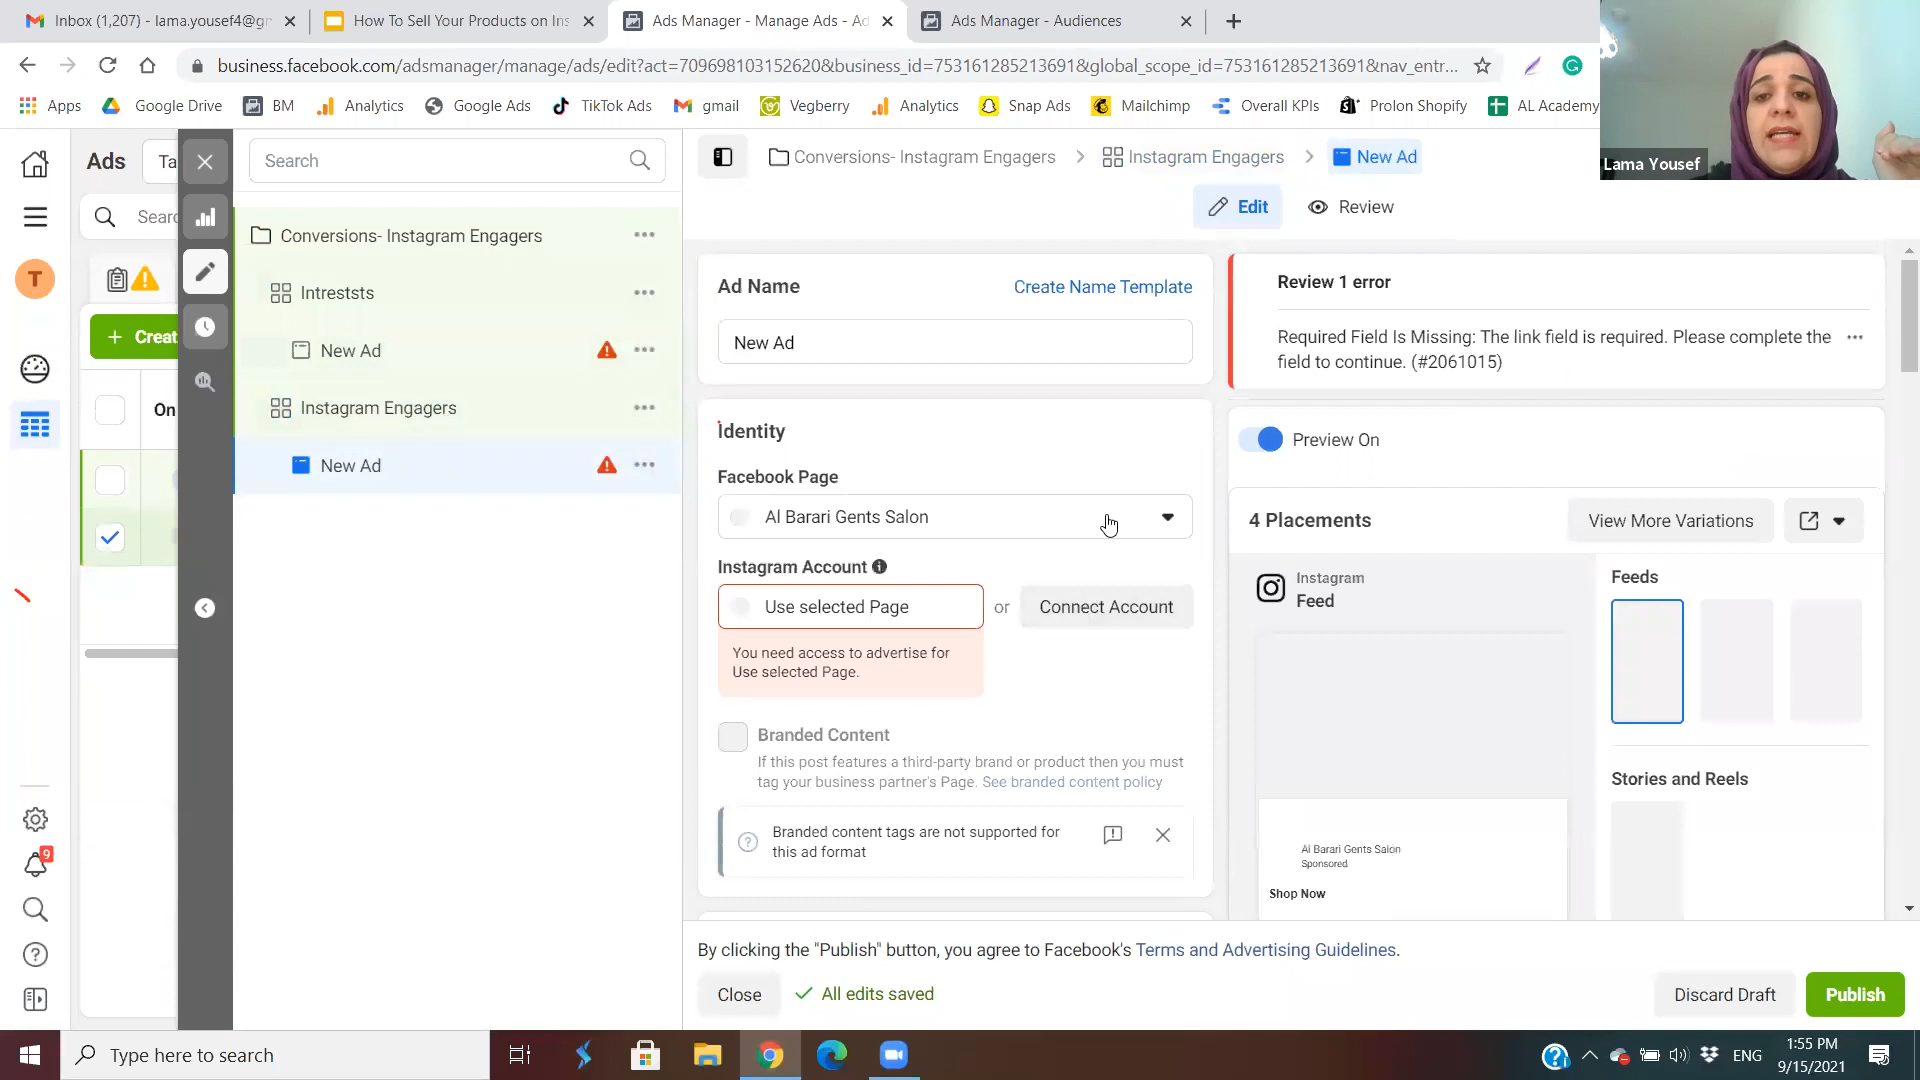 Inbox (1,207) - lama.yousef4@gm
How To Sell Your Products on Ins
Ads Manager - Manage Ads - Ad
Ads Manager - Audiences
business.facebook.com/adsmanager/manage/ads/edit?act=709698103152620&business_id=753161285213691&global_scope_id=753161285213691&nav_entr...
Apps
Google Drive
BM
Analytics
Google Ads
TikTok Ads
gmail
Vegberry
Analytics
Snap Ads
Mailchimp
Overall KPIs
Prolon Shopify
AL Academy
Lama Yousef
Ads
Ta
Search
Conversions- Instagram Engagers
Instagram Engagers
New Ad
Edit
Review
Sear
T
Creat
On
Conversions- Instagram Engagers
Intreststs
New Ad
Instagram Engagers
New Ad
Ad Name
Create Name Template
New Ad
Identity
Facebook Page
Al Barari Gents Salon
Instagram Account
Use selected Page
or
Connect Account
You need access to advertise for
Use selected Page.
Branded Content
If this post features a third-party brand or product then you must
tag your business partner's Page. See branded content policy
Branded content tags are not supported for
this ad format
Review 1 error
Required Field Is Missing: The link field is required. Please complete the
field to continue. (#2061015)
Preview On
4 Placements
View More Variations
Instagram
Feed
Feeds
Stories and Reels
Al Barari Gents Salon
Sponsored
Shop Now
9
By clicking the "Publish" button, you agree to Facebook's Terms and Advertising Guidelines.
Close
All edits saved
Discard Draft
Publish
Type here to search
ENG
1:55 PM
9/15/2021